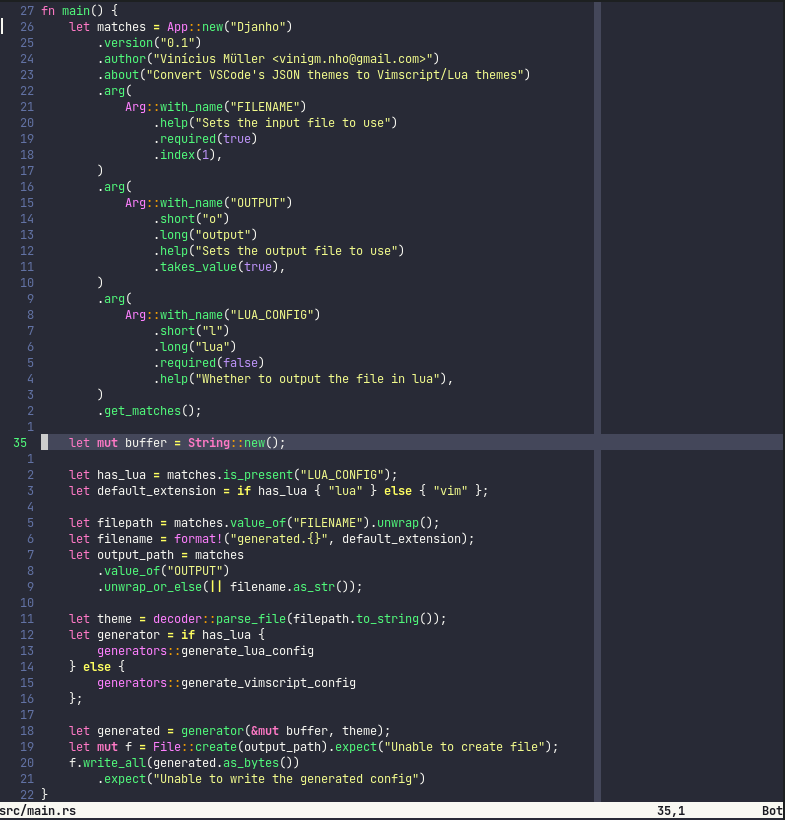 27 fn main() {
26     let matches = App::new("Djanho")
25         .version("0.1")
24         .author("Vinícius Müller <vinigm.nho@gmail.com>")
23         .about("Convert VSCode's JSON themes to Vimscript/Lua themes")
22         .arg(
21             Arg::with_name("FILENAME")
20                 .help("Sets the input file to use")
19                 .required(true)
18                 .index(1),
17         )
16         .arg(
15             Arg::with_name("OUTPUT")
14                 .short("o")
13                 .long("output")
12                 .help("Sets the output file to use")
11                 .takes_value(true),
10         )
9         .arg(
8             Arg::with_name("LUA_CONFIG")
7                 .short("l")
6                 .long("lua")
5                 .required(false)
4                 .help("Whether to output the file in lua"),
3         )
2         .get_matches();
1
35     let mut buffer = String::new();
1
2     let has_lua = matches.is_present("LUA_CONFIG");
3     let default_extension = if has_lua { "lua" } else { "vim" };
4
5     let filepath = matches.value_of("FILENAME").unwrap();
6     let filename = format!("generated.{}", default_extension);
7     let output_path = matches
8         .value_of("OUTPUT")
9         .unwrap_or_else(|| filename.as_str());
10
11     let theme = decoder::parse_file(filepath.to_string());
12     let generator = if has_lua {
13         generators::generate_lua_config
14     } else {
15         generators::generate_vimscript_config
16     };
17
18     let generated = generator(&mut buffer, theme);
19     let mut f = File::create(output_path).expect("Unable to create file");
20     f.write_all(generated.as_bytes())
21         .expect("Unable to write the generated config")
22 }
src/main.rs 35,1 Bot